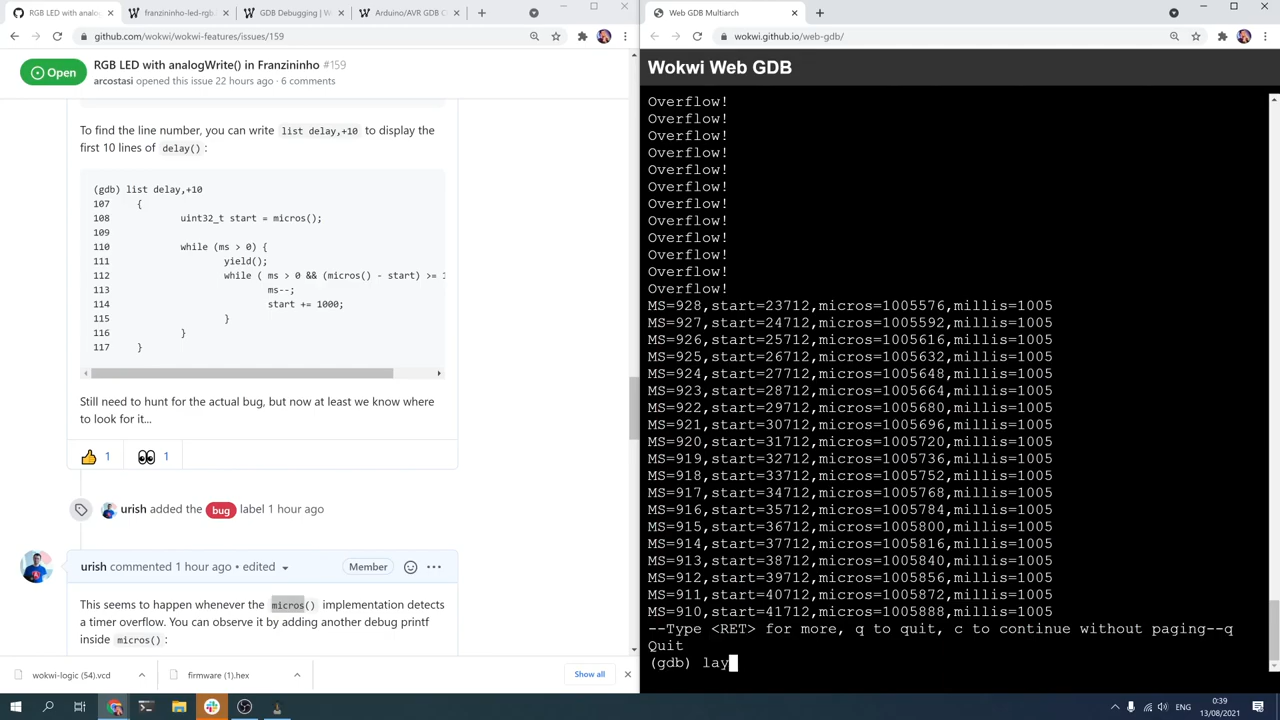 RGB LED with analo
franzininho-led-rgb.
GDB Debugging | W
Arduino/AVR GDB C
github.com/wokwi/wokwi-features/issues/159
Open
RGB LED with analogWrite() in Franzininho #159
arcostasi opened this issue 22 hours ago · 6 comments
To find the line number, you can write list delay,+10 to display the
first 10 lines of delay() :
(gdb) list delay,+10
107 {
108 uint32_t start = micros();
109
110 while (ms > 0) {
111 yield();
112 while ( ms > 0 && (micros() - start) >= 1
113 ms--;
114 start += 1000;
115 }
116 }
117 }
Still need to hunt for the actual bug, but now at least we know where
to look for it...
👍 1 👀 1
urish added the bug label 1 hour ago
urish commented 1 hour ago • edited
Member
This seems to happen whenever the micros() implementation detects
a timer overflow. You can observe it by adding another debug printf
inside micros() :
wokwi-logic (54).vcd
firmware (1).hex
Show all
Web GDB Multiarch
wokwi.github.io/web-gdb/
Wokwi Web GDB
Overflow!
Overflow!
Overflow!
Overflow!
Overflow!
Overflow!
Overflow!
Overflow!
Overflow!
Overflow!
Overflow!
Overflow!
MS=928,start=23712,micros=1005576,millis=1005
MS=927,start=24712,micros=1005592,millis=1005
MS=926,start=25712,micros=1005616,millis=1005
MS=925,start=26712,micros=1005632,millis=1005
MS=924,start=27712,micros=1005648,millis=1005
MS=923,start=28712,micros=1005664,millis=1005
MS=922,start=29712,micros=1005680,millis=1005
MS=921,start=30712,micros=1005696,millis=1005
MS=920,start=31712,micros=1005720,millis=1005
MS=919,start=32712,micros=1005736,millis=1005
MS=918,start=33712,micros=1005752,millis=1005
MS=917,start=34712,micros=1005768,millis=1005
MS=916,start=35712,micros=1005784,millis=1005
MS=915,start=36712,micros=1005800,millis=1005
MS=914,start=37712,micros=1005816,millis=1005
MS=913,start=38712,micros=1005840,millis=1005
MS=912,start=39712,micros=1005856,millis=1005
MS=911,start=40712,micros=1005872,millis=1005
MS=910,start=41712,micros=1005888,millis=1005
--Type <RET> for more, q to quit, c to continue without paging--q
Quit
(gdb) lay
ENG
0:39
13/08/2021